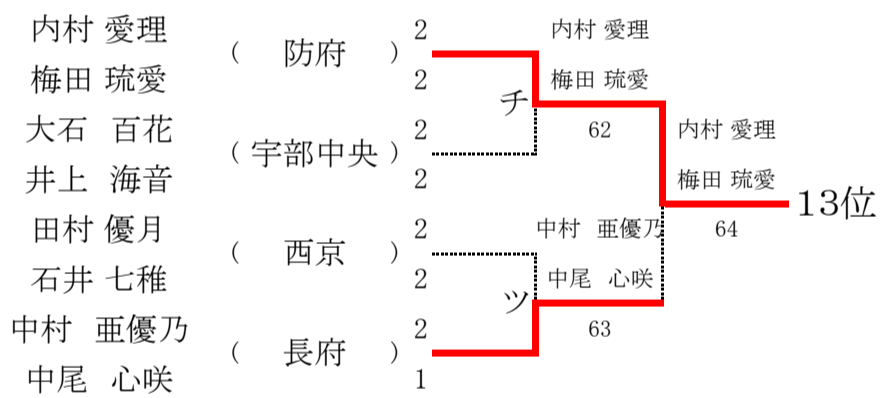 内村 愛理
梅田 琉愛
( 防府 )
2
2
大石 百花
井上 海音
( 宇部中央 )
2
2
田村 優月
石井 七稚
( 西京 )
2
2
中村 亜優乃
中尾 心咲
( 長府 )
2
1
チ
内村 愛理
梅田 琉愛
62
ツ
中村 亜優乃
中尾 心咲
63
内村 愛理
梅田 琉愛
64
13位